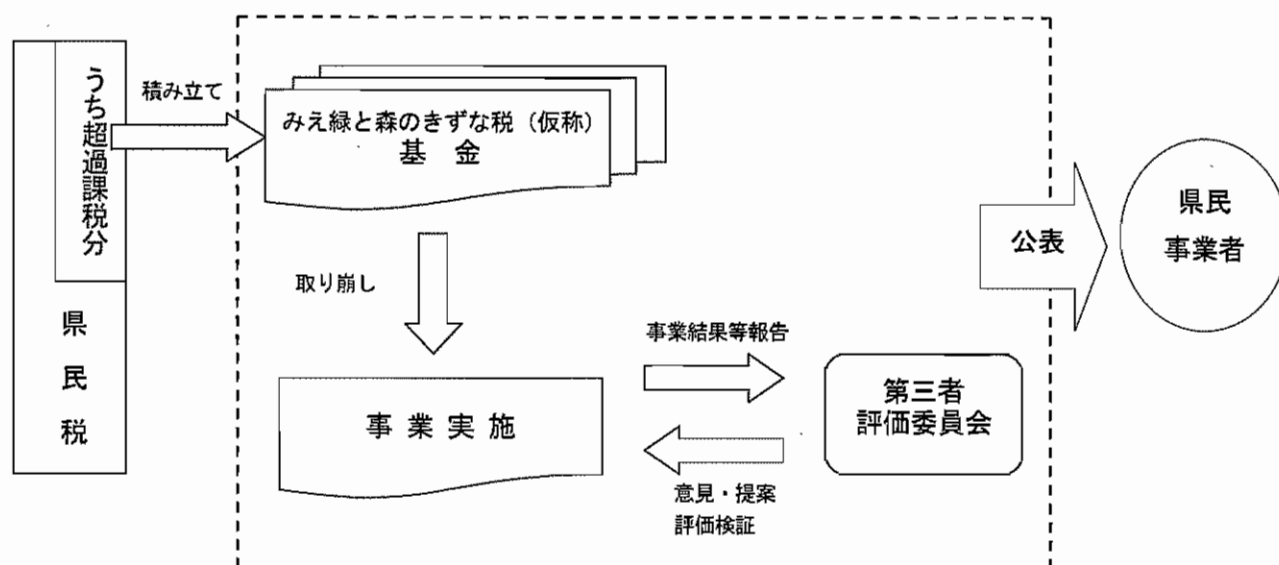 うち超過課税分
県民税
積み立て
みえ緑と森のきずな税（仮称）
基　金
取り崩し
事業実施
事業結果等報告
意見・提案
評価検証
第三者
評価委員会
公表
県民
事業者